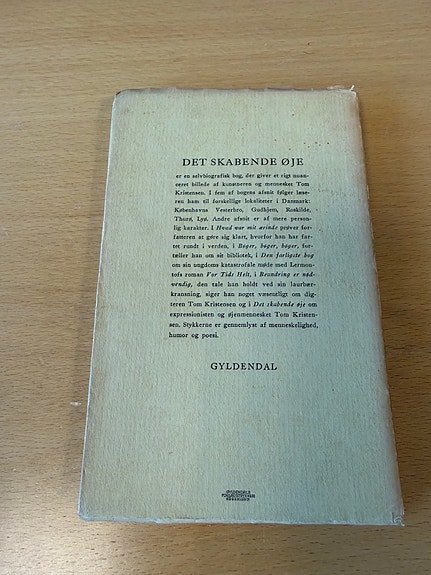 DET SKABENDE ØJE
er en selvbiografisk bog, der giver et rigt nuan-
ceret billede af kunstneren og mennesket Tom
Kristensen. I fem af bogens afsnit følger læse-
ren ham til forskellige lokaliteter i Danmark:
Københavns Vesterbro, Gudhjem, Roskilde,
Thurø, Lyø. Andre afsnit er af mere person-
lig karakter. I Hvad var mit ærinde prøver for-
fatteren at gøre sig klart, hvorfor han har far-
tet rundt i verden, i Bøger, bøger, bøger, for-
tæller han om sit bibliotek, i Den farligste bog
om sin ungdoms katastrofale møde med Lermon-
tofs roman For Tids Helt, i Brændring er nød-
vendig, den tale han holdt ved sin laurbær-
kransning, siger han noget væsentligt om dig-
teren Tom Kristensen og i Det skabende øje om
expressionisten og øjenmennesket Tom Kristen-
sen. Stykkerne er gennemlyst af menneskelighed,
humor og poesi.
GYLDENDAL